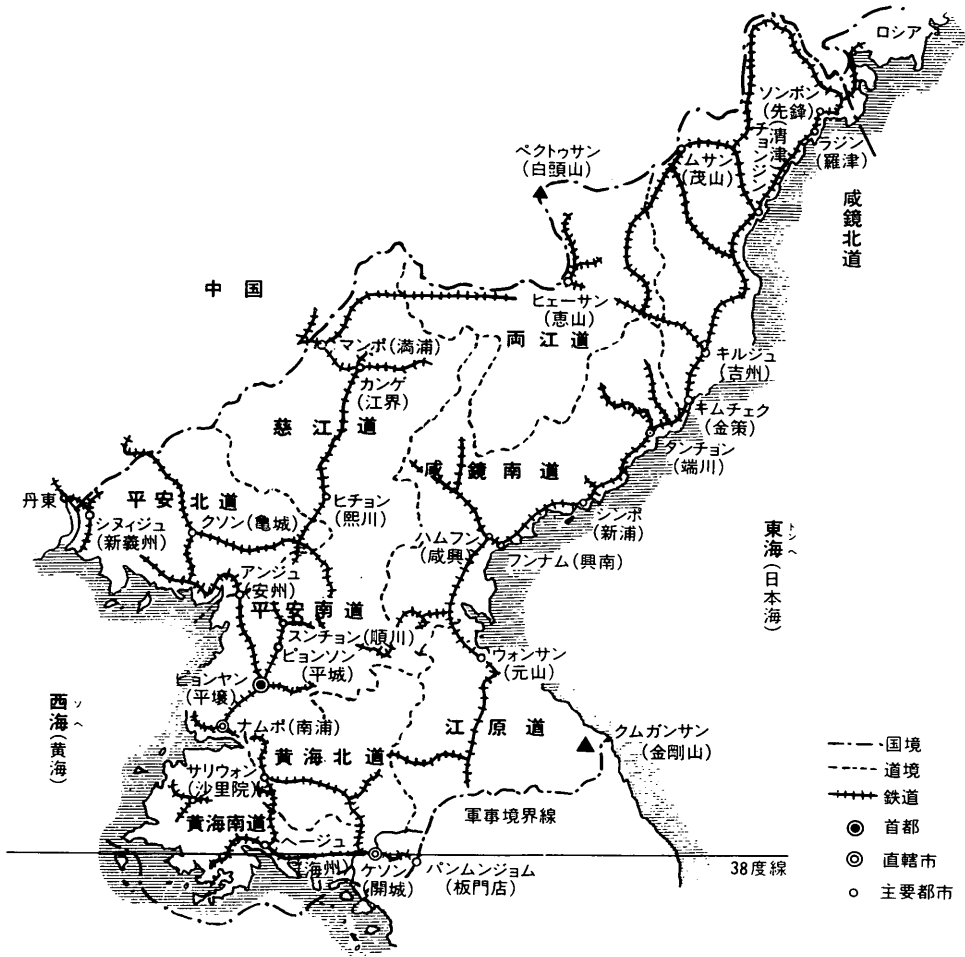 ロシア
ソンボン
(先鋒)
チョンジン
(清津)
ラジン
(羅津)
ペクトゥサン
(白頭山)
ムサン
(茂山)
咸鏡北道
中国
ヒェーサン
(恵山)
両江道
マンポ(満浦)
カンゲ
(江界)
キルジュ
(吉州)
慈江道
キムチェク
(金策)
タンチョン
(端川)
咸鏡南道
丹東
平安北道
ヒチョン
(熙川)
シヌィジュ
(新義州)
クソン(亀城)
シンポ
(新浦)
ハムフン
(咸興)
フンナム(興南)
東海(日本海)
トンヘ
アンジュ
(安州)
平安南道
スンチョン(順川)
ピョンソン
(平城)
ウォンサン
(元山)
ピョンヤン
(平壌)
西海(黄海)
ソヘ
ナムポ(南浦)
江原道
クムガンサン
(金剛山)
黄海北道
サリウォン
(沙里院)
黄海南道
軍事境界線
ヘージュ
(海州)
ケソン
(開城)
パンムンジョム
(板門店)
38度線
国境
道境
鉄道
首都
直轄市
主要都市